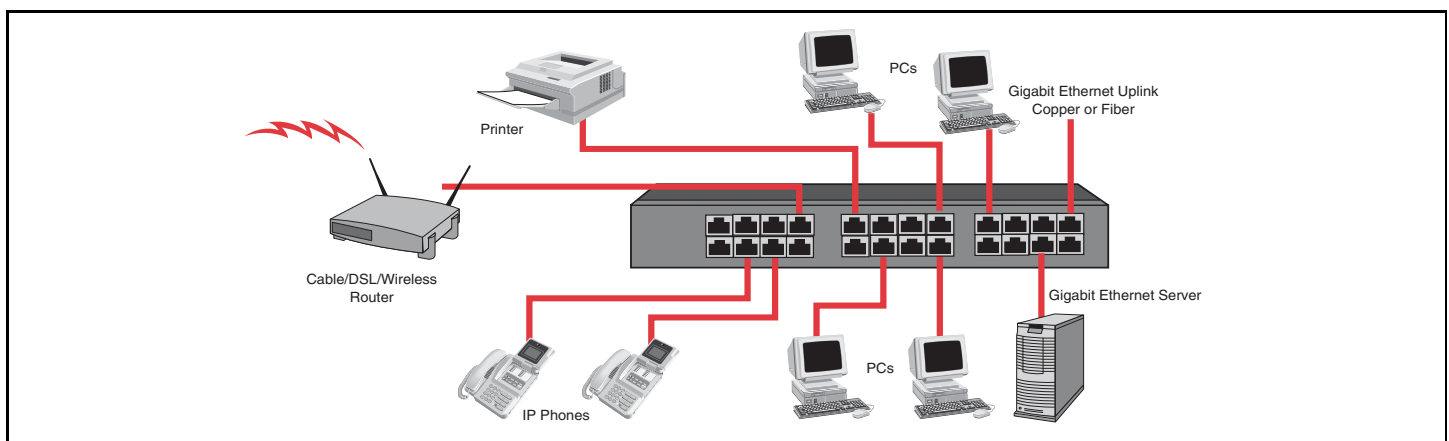 PCs
Gigabit Ethernet Uplink
Copper or Fiber
Printer
Cable/DSL/Wireless
Router
Gigabit Ethernet Server
PCs
IP Phones